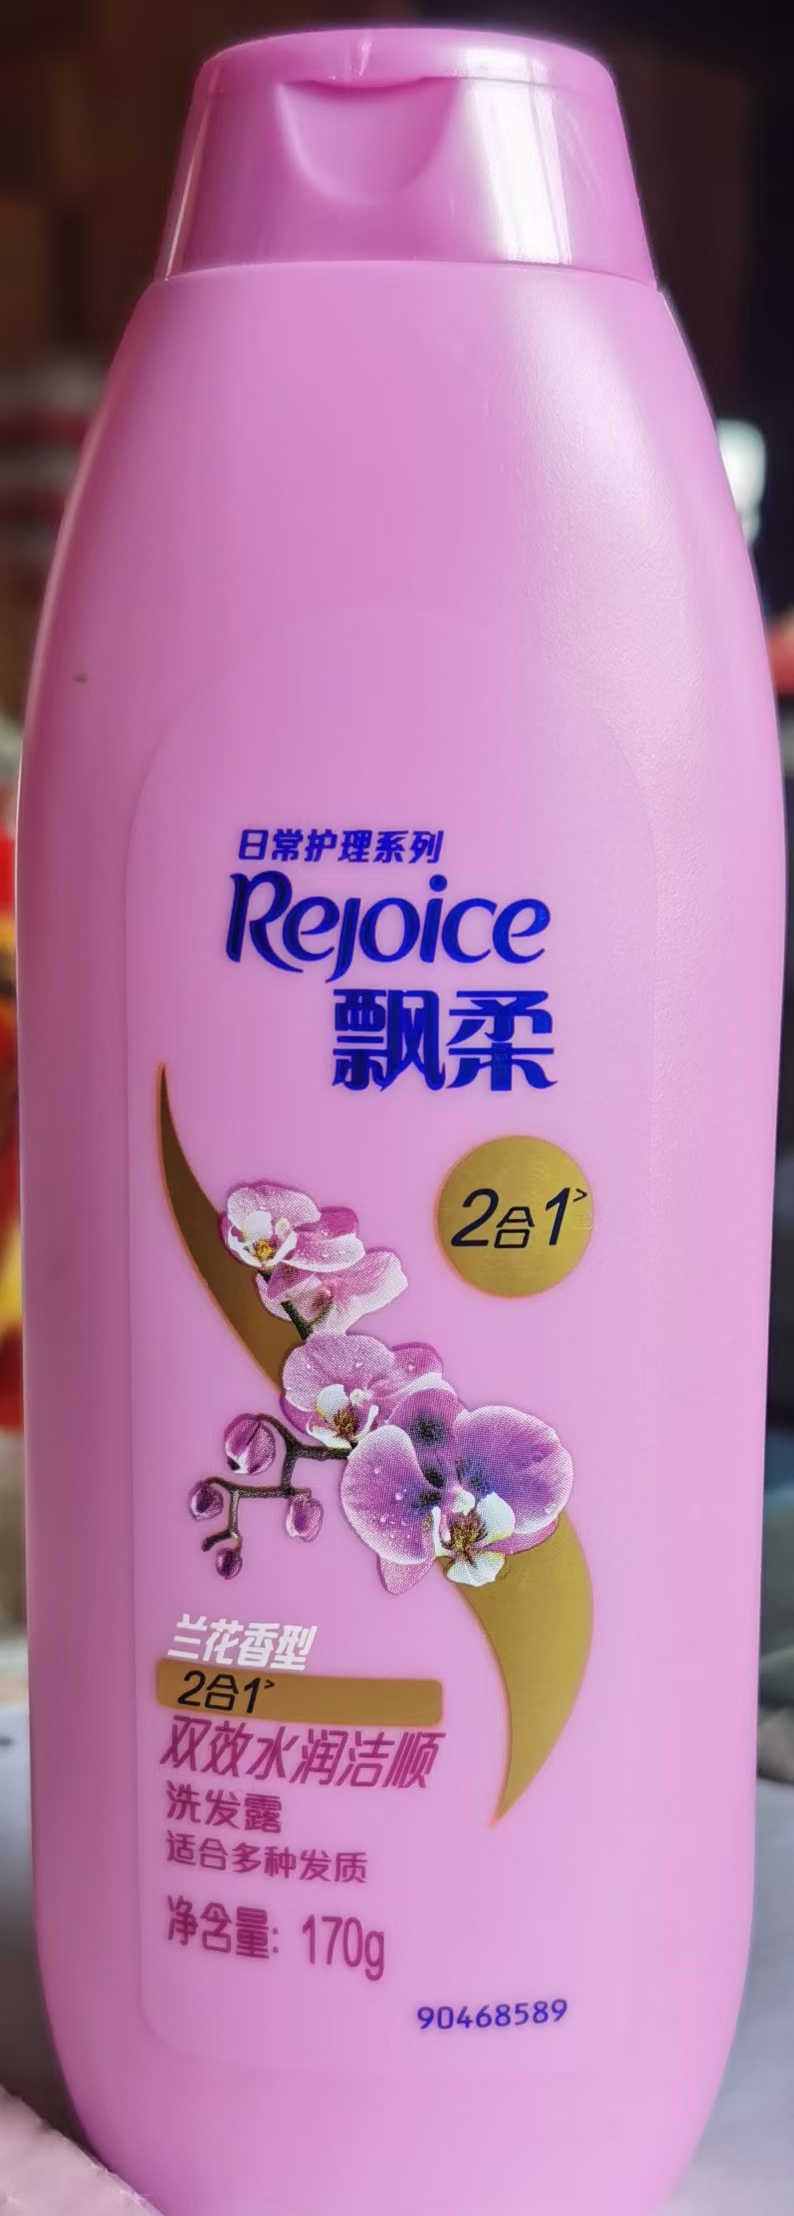 日常护理系列
Rejoice
飘柔
2合1>
兰花香型
2合1>
双效水润洁顺
洗发露
适合多种发质
净含量: 170g
90468589